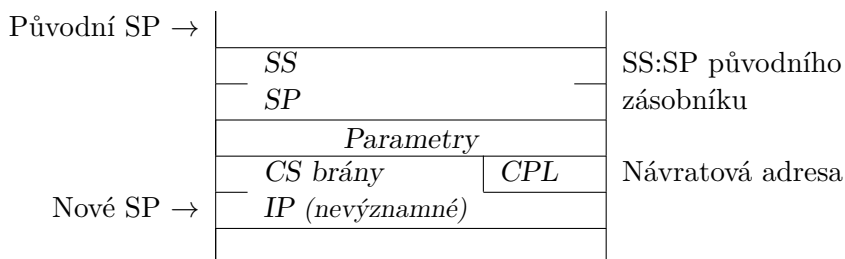 Původní SP →
SS SS:SP původního
SP zásobníku
Parametry
CS brány CPL Návratová adresa
Nové SP → IP (nevýznamné)